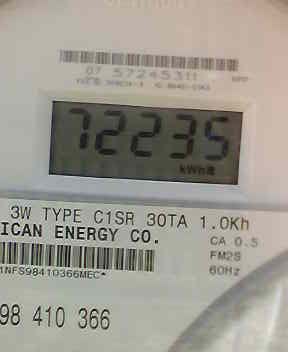 07 57245311
72235
kWh
3W TYPE C1SR 30TA 1.0Kh
ICAN ENERGY CO.
CA 0.5
FM2S
60Hz
1NFS98410366MEC*
98 410 366